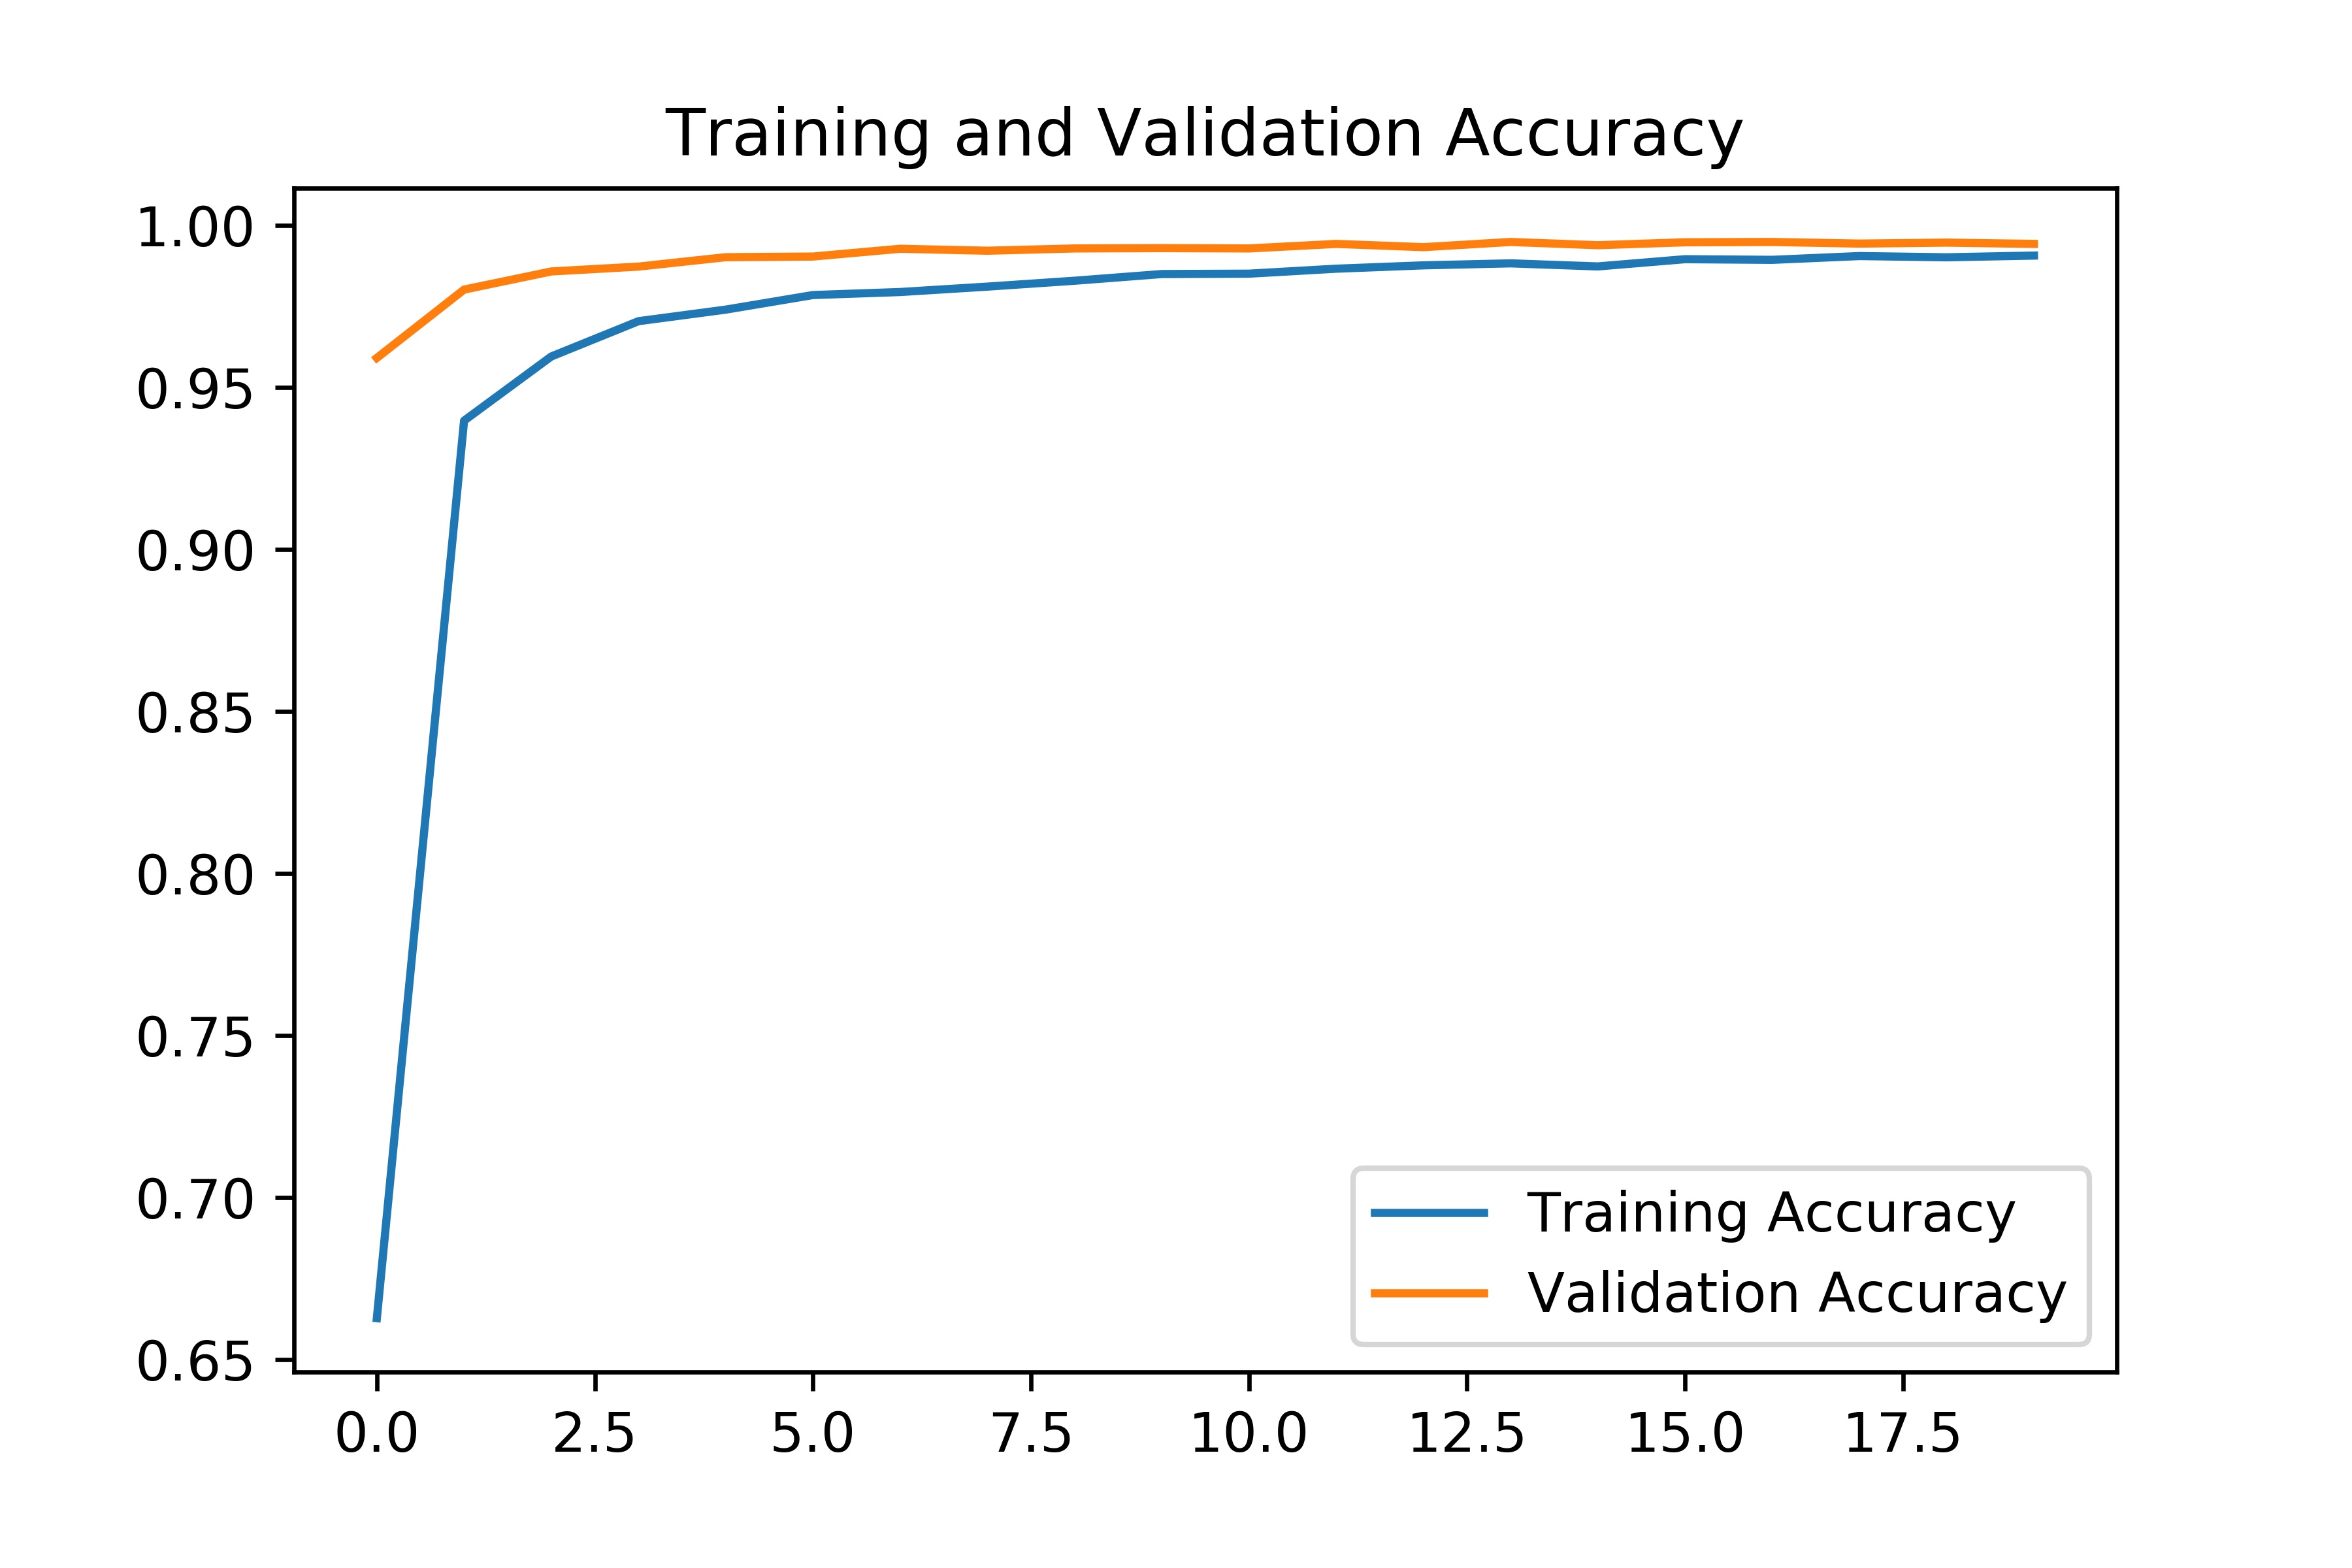 Training and Validation Accuracy
1.00
0.95
0.90
0.85
0.80
0.75
0.70
0.65
Training Accuracy
Validation Accuracy
0.0 2.5 5.0 7.5 10.0 12.5 15.0 17.5